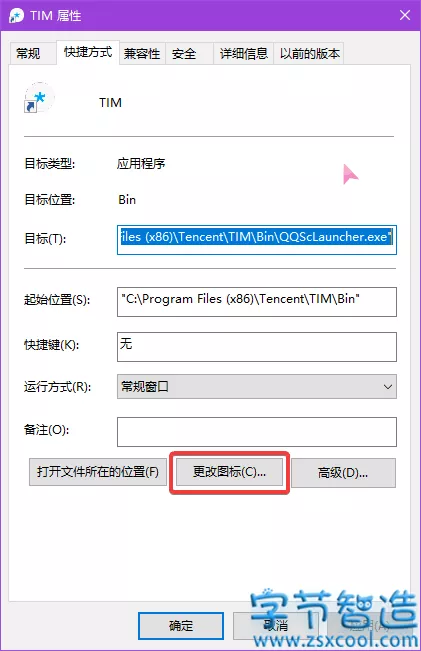 TIM 属性
常规 快捷方式 兼容性 安全 详细信息 以前的版本
TIM
目标类型: 应用程序
目标位置: Bin
目标(T): iles (x86)\Tencent\TIM\Bin\QQScLauncher.exe"
起始位置(S): "C:\Program Files (x86)\Tencent\TIM\Bin"
快捷键(K): 无
运行方式(R): 常规窗口
备注(O):
打开文件所在的位置(F) 更改图标(C)... 高级(D)...
确定 取消 应用(A)
字节智造
www.zsxcool.com